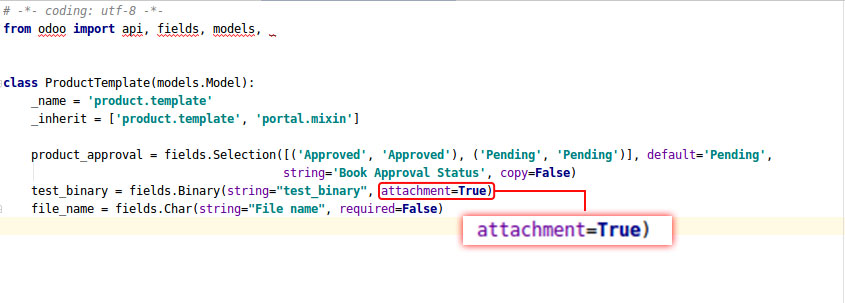 # -*- coding: utf-8 -*-
from odoo import api, fields, models, _
class ProductTemplate(models.Model):
_name = 'product.template'
_inherit = ['product.template', 'portal.mixin']
product_approval = fields.Selection([('Approved', 'Approved'), ('Pending', 'Pending')], default='Pending',
string='Book Approval Status', copy=False)
test_binary = fields.Binary(string="test_binary", attachment=True)
file_name = fields.Char(string="File name", required=False)
attachment=True)